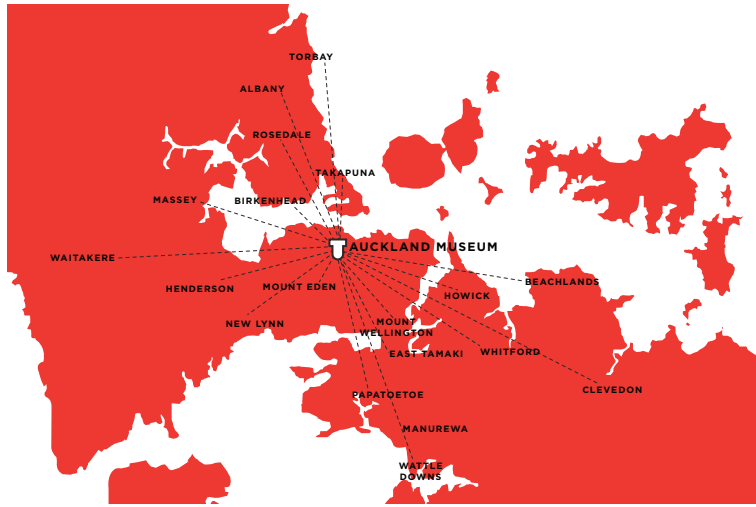 TORBAY
ALBANY
ROSEDALE
TAKAPUNA
MASSEY
BIRKENHEAD
AUCKLAND MUSEUM
WAITAKERE
HENDERSON
MOUNT EDEN
BEACHLANDS
HOWICK
NEW LYNN
MOUNT
WELLINGTON
EAST TAMAKI
WHITFORD
CLEVEDON
PAPATOETOE
MANUREWA
WATTLE
DOWNS